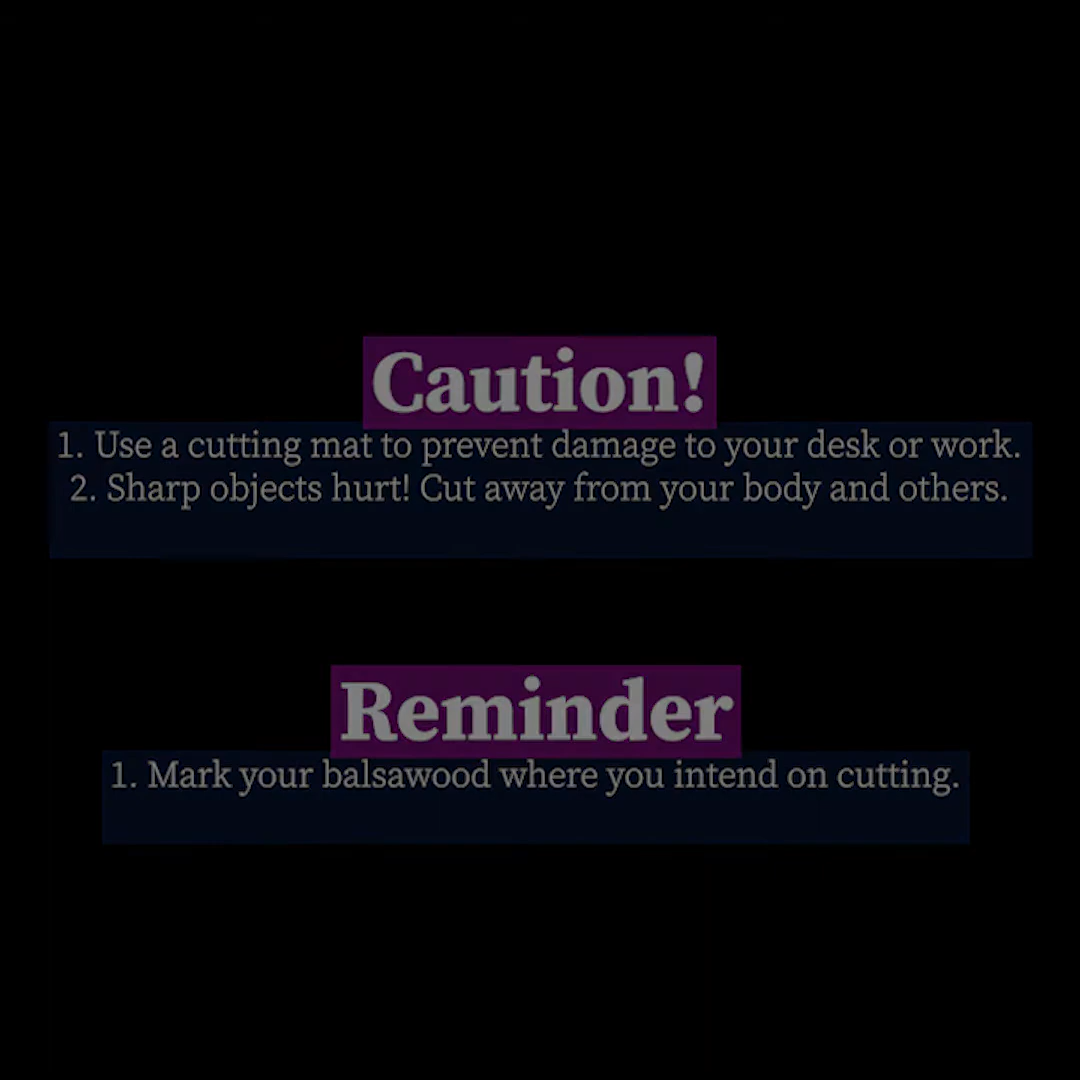 Caution!
1. Use a cutting mat to prevent damage to your desk or work.
2. Sharp objects hurt! Cut away from your body and others.
Reminder
1. Mark your balsawood where you intend on cutting.